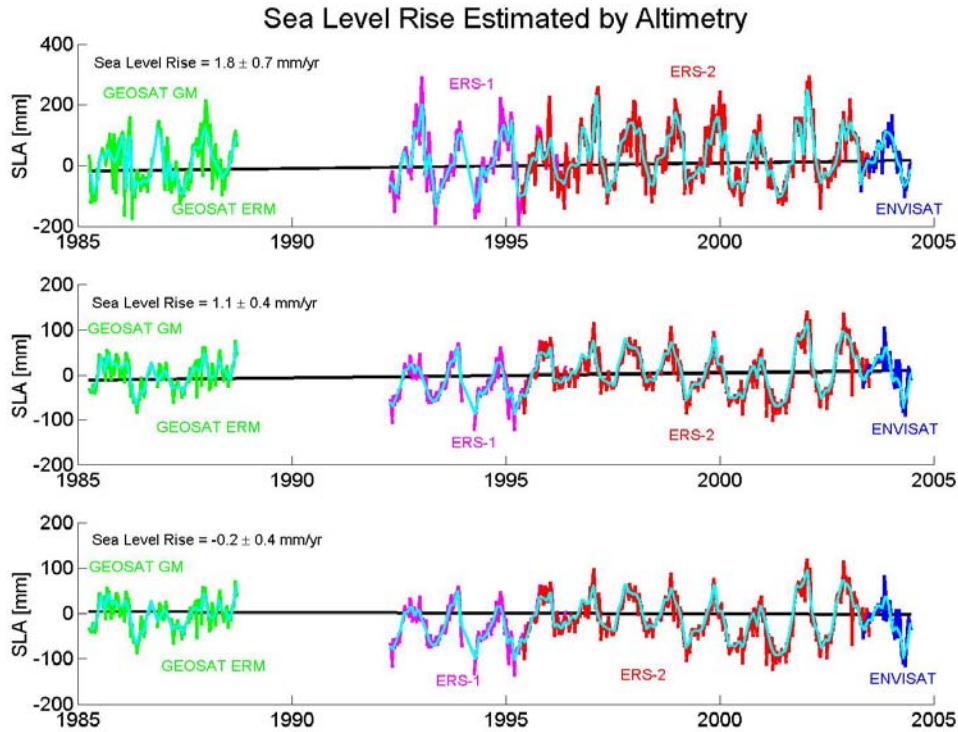 Sea Level Rise Estimated by Altimetry
400
Sea Level Rise = 1.8 ± 0.7 mm/yr
GEOSAT GM
ERS-1
ERS-2
200
SLA [mm]
0
GEOSAT ERM
ENVISAT
-200
1985
1990
1995
2000
2005
200
Sea Level Rise = 1.1 ± 0.4 mm/yr
100
GEOSAT GM
SLA [mm]
0
-100
GEOSAT ERM
ERS-1
ERS-2
ENVISAT
-200
1985
1990
1995
2000
2005
200
Sea Level Rise = -0.2 ± 0.4 mm/yr
100
GEOSAT GM
SLA [mm]
0
-100
GEOSAT ERM
ERS-1
ERS-2
ENVISAT
-200
1985
1990
1995
2000
2005